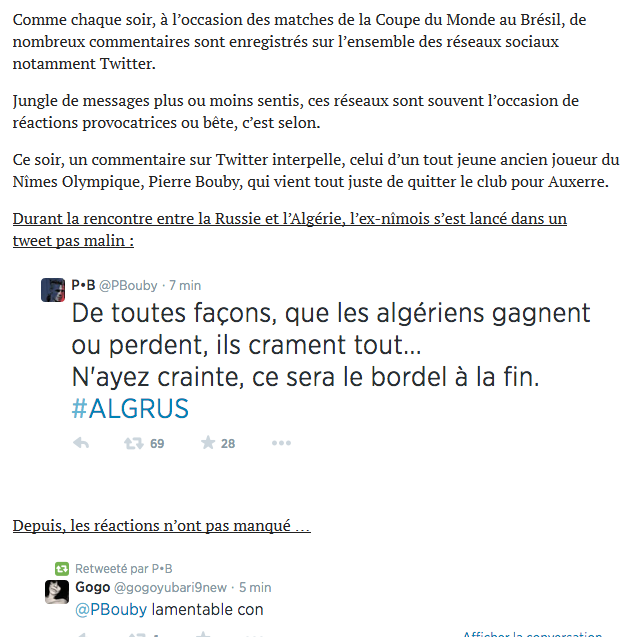 Comme chaque soir, à l’occasion des matches de la Coupe du Monde au Brésil, de
nombreux commentaires sont enregistrés sur l’ensemble des réseaux sociaux
notamment Twitter.
Jungle de messages plus ou moins sentis, ces réseaux sont souvent l’occasion de
réactions provocatrices ou bête, c’est selon.
Ce soir, un commentaire sur Twitter interpelle, celui d’un tout jeune ancien joueur du
Nîmes Olympique, Pierre Bouby, qui vient tout juste de quitter le club pour Auxerre.
Durant la rencontre entre la Russie et l’Algérie, l’ex-nîmois s’est lancé dans un
tweet pas malin :
P•B @PBouby · 7 min
De toutes façons, que les algériens gagnent
ou perdent, ils crament tout...
N'ayez crainte, ce sera le bordel à la fin.
#ALGRUS
69 28
Depuis, les réactions n’ont pas manqué …
Retweeté par P•B
Gogo @gogoyubari9new · 5 min
@PBouby lamentable con
Afficher la conversation